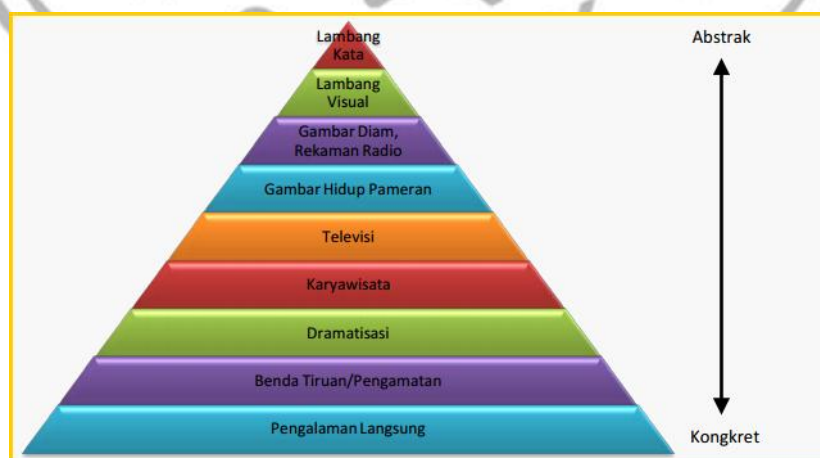 Lambang
Kata
Abstrak
Lambang
Visual
Gambar Diam,
Rekaman Radio
Gambar Hidup Pameran
Televisi
Karyawisata
Dramatisasi
Benda Tiruan/Pengamatan
Pengalaman Langsung
Kongkret